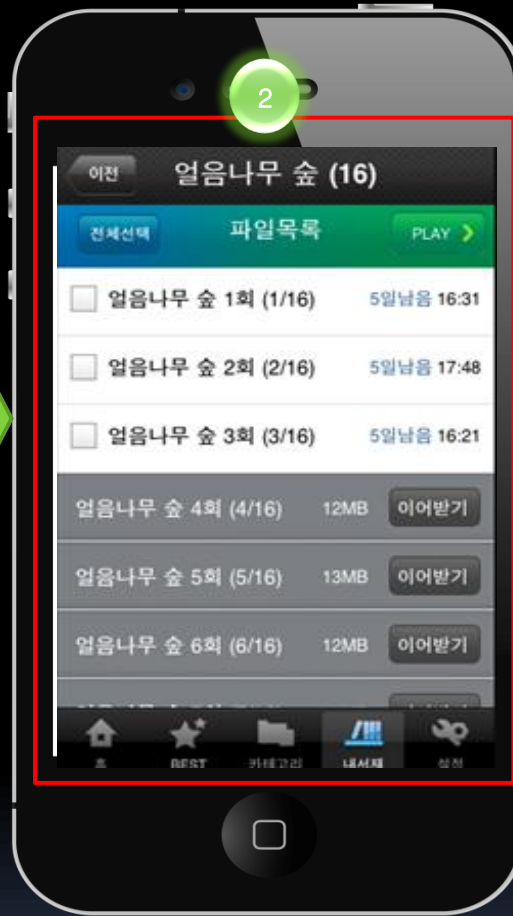 2
이전 얼음나무 숲 (16)
전체선택 파일목록 PLAY
얼음나무 숲 1회 (1/16) 5일남음 16:31
얼음나무 숲 2회 (2/16) 5일남음 17:48
얼음나무 숲 3회 (3/16) 5일남음 16:21
얼음나무 숲 4회 (4/16) 12MB 이어받기
얼음나무 숲 5회 (5/16) 13MB 이어받기
얼음나무 숲 6회 (6/16) 12MB 이어받기
홈 BEST 카테고리 내서재 설정